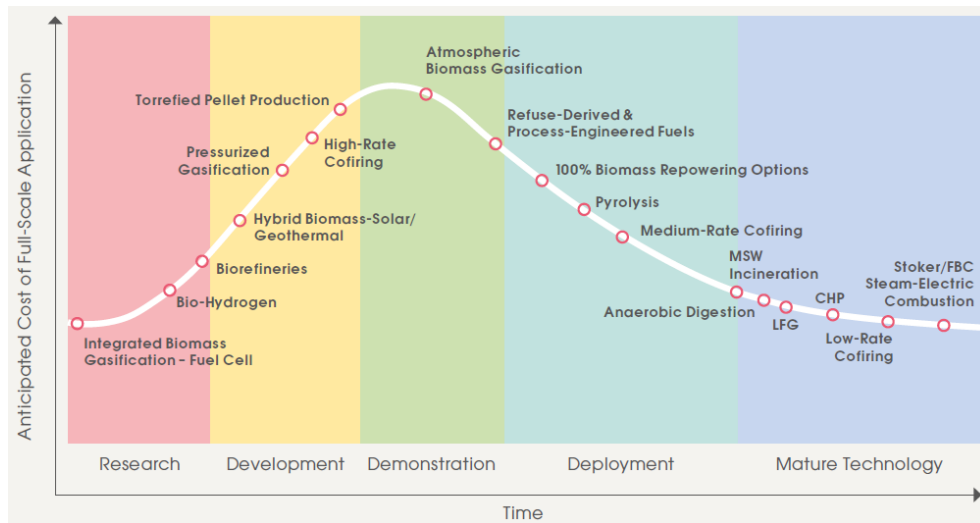 Anticipated Cost of Full-Scale Application
Atmospheric
Biomass Gasification
Torrefied Pellet Production
Refuse-Derived &
Process-Engineered Fuels
High-Rate
Cofiring
Pressurized
Gasification
100% Biomass Repowering Options
Pyrolysis
Hybrid Biomass-Solar/
Geothermal
Medium-Rate Cofiring
MSW
Incineration
Stoker/FBC
Steam-Electric
Combustion
Biorefineries
Bio-Hydrogen
Anaerobic Digestion
CHP
LFG
Low-Rate
Cofiring
Integrated Biomass
Gasification – Fuel Cell
Research
Development
Demonstration
Deployment
Mature Technology
Time